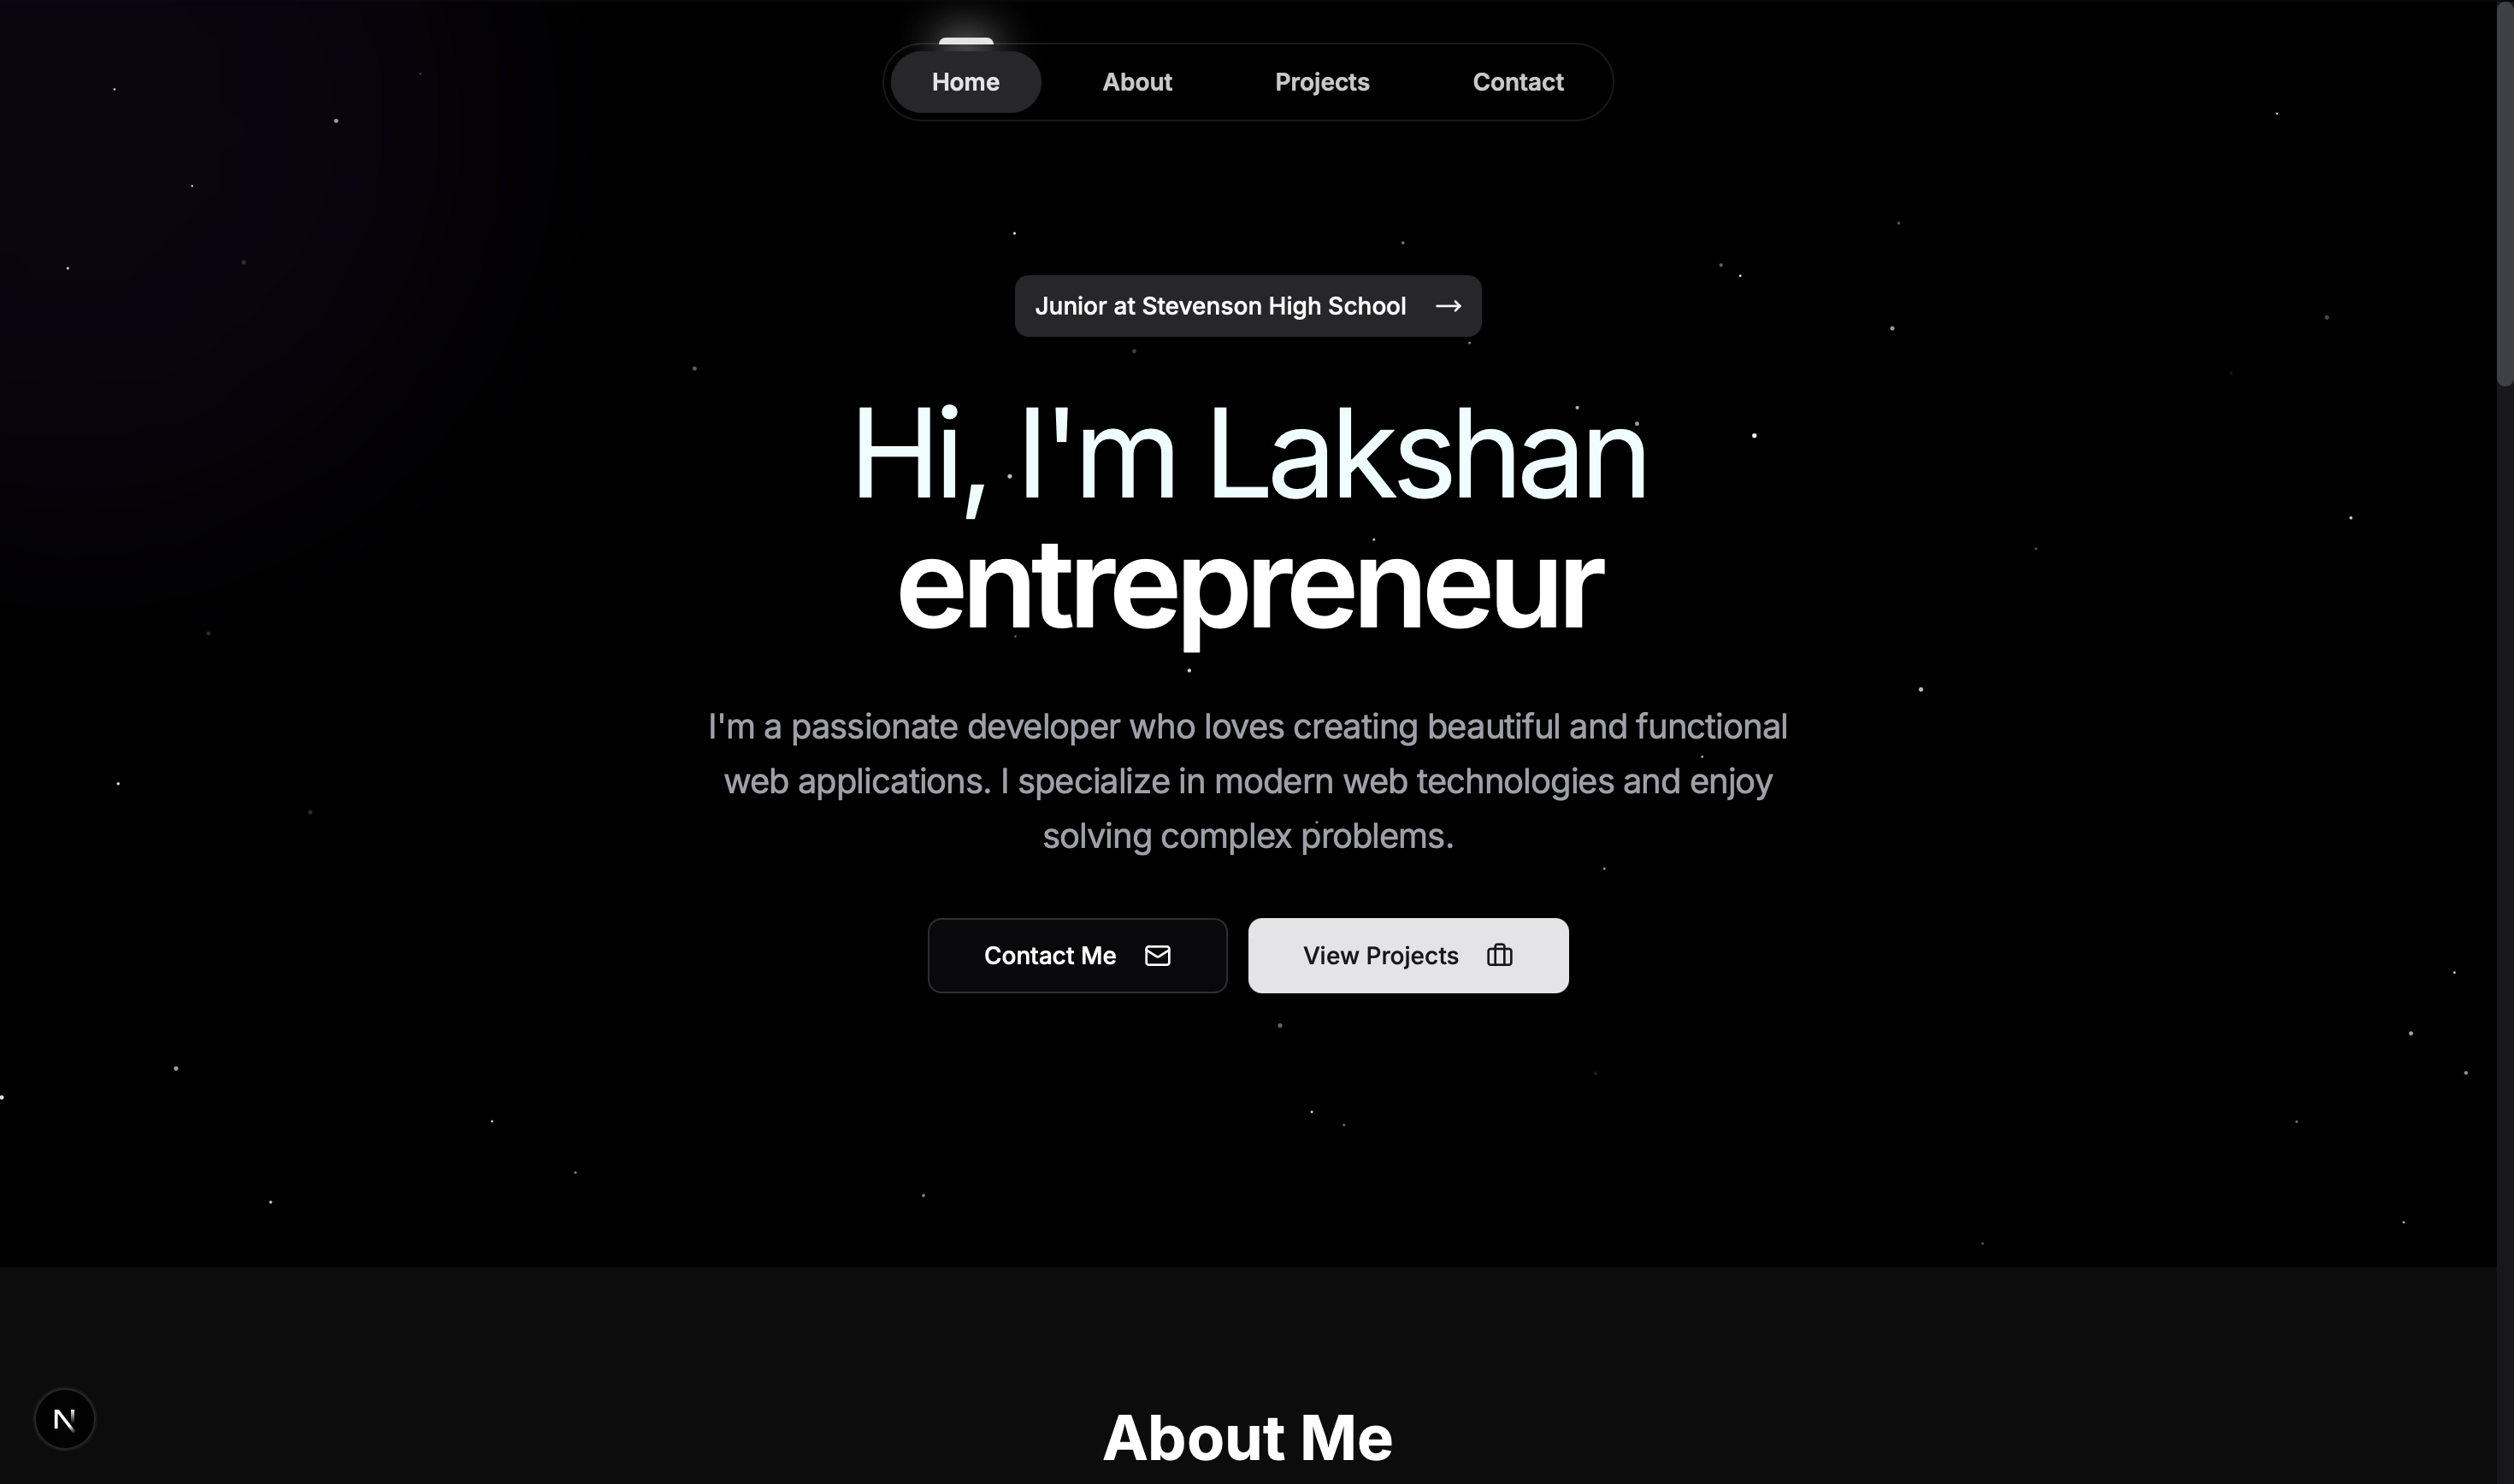 Home About Projects Contact
Junior at Stevenson High School →
Hi, I'm Lakshan
entrepreneur
I'm a passionate developer who loves creating beautiful and functional
web applications. I specialize in modern web technologies and enjoy
solving complex problems.
Contact Me View Projects
N
About Me